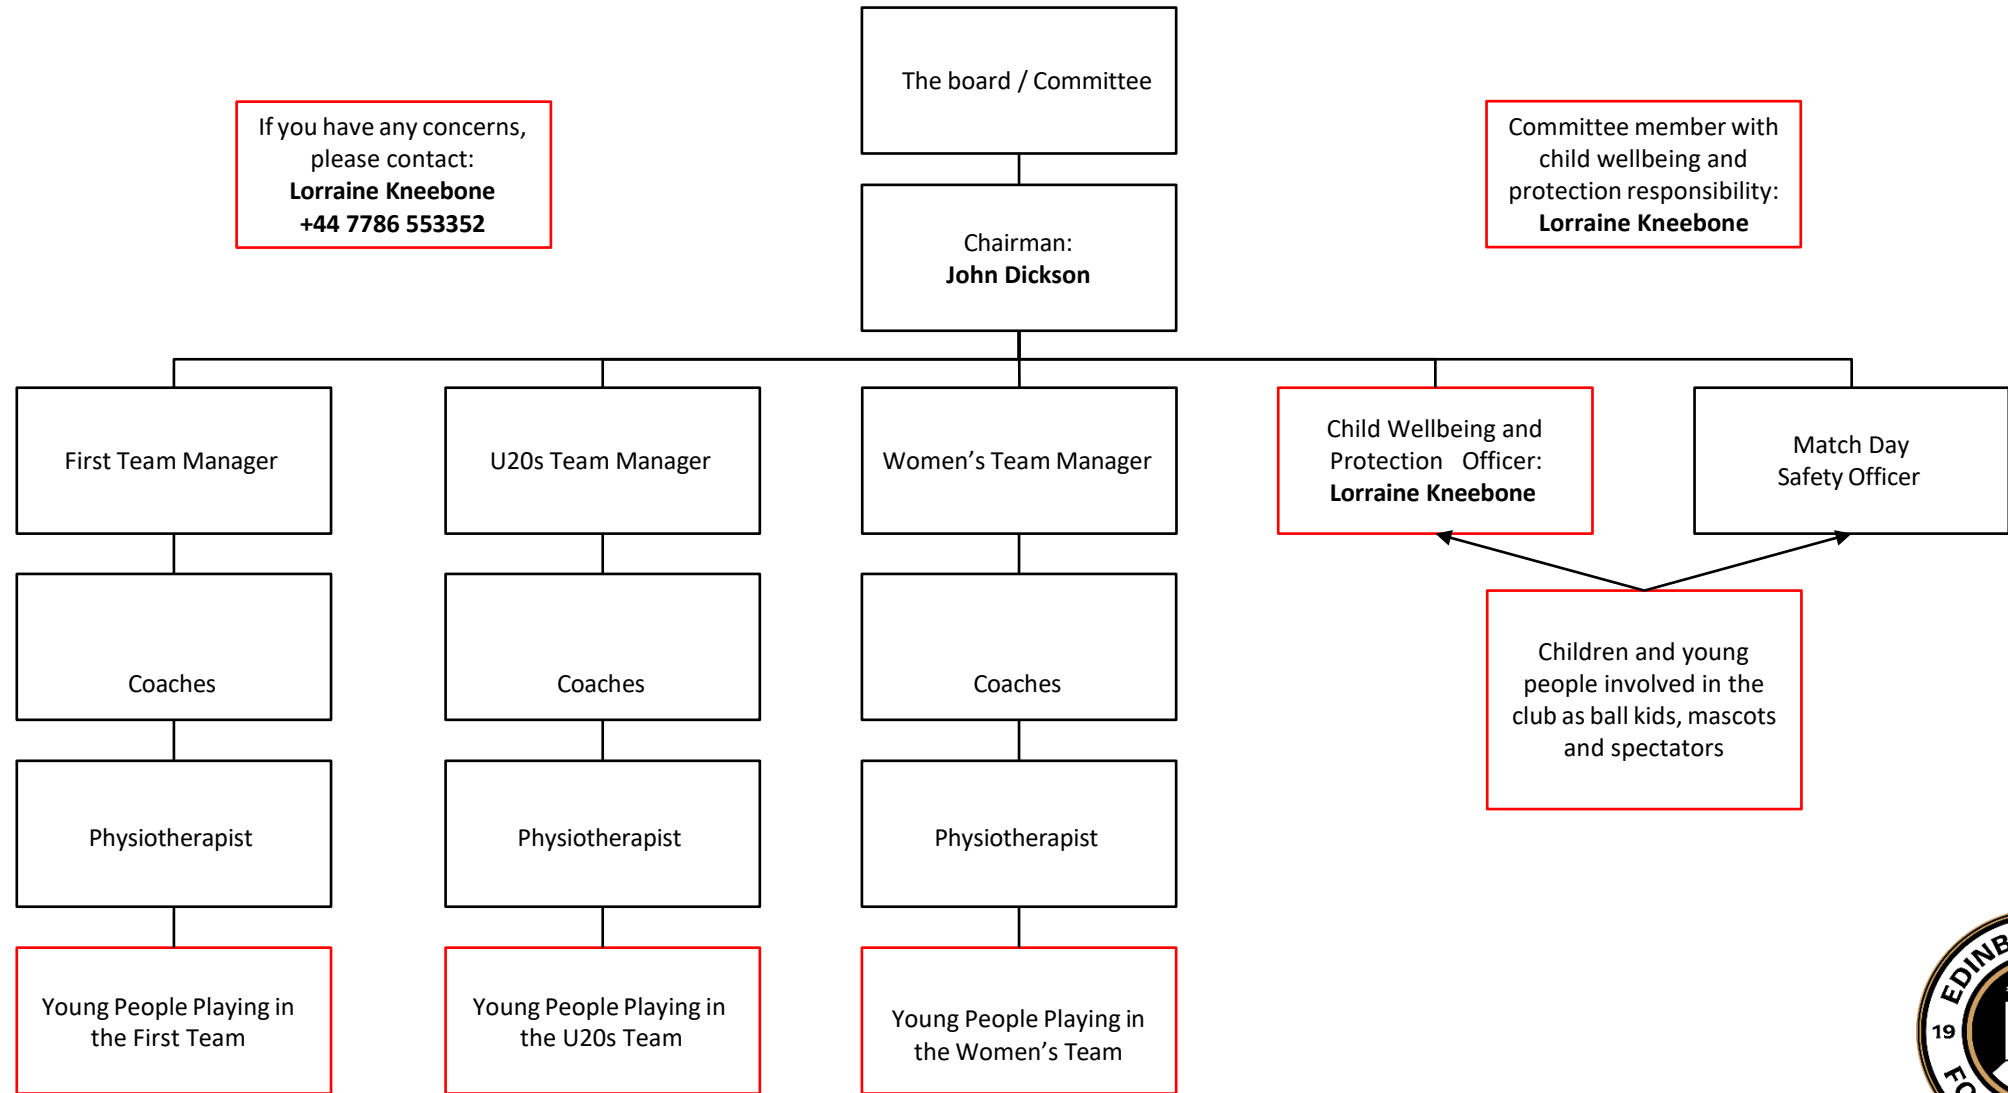 The board / Committee
If you have any concerns,
please contact:
Lorraine Kneebone
+44 7786 553352
Committee member with
child wellbeing and
protection responsibility:
Lorraine Kneebone
Chairman:
John Dickson
First Team Manager
U20s Team Manager
Women’s Team Manager
Child Wellbeing and
Protection Officer:
Lorraine Kneebone
Match Day
Safety Officer
Coaches
Coaches
Coaches
Children and young
people involved in the
club as ball kids, mascots
and spectators
Physiotherapist
Physiotherapist
Physiotherapist
Young People Playing in
the First Team
Young People Playing in
the U20s Team
Young People Playing in
the Women’s Team
19